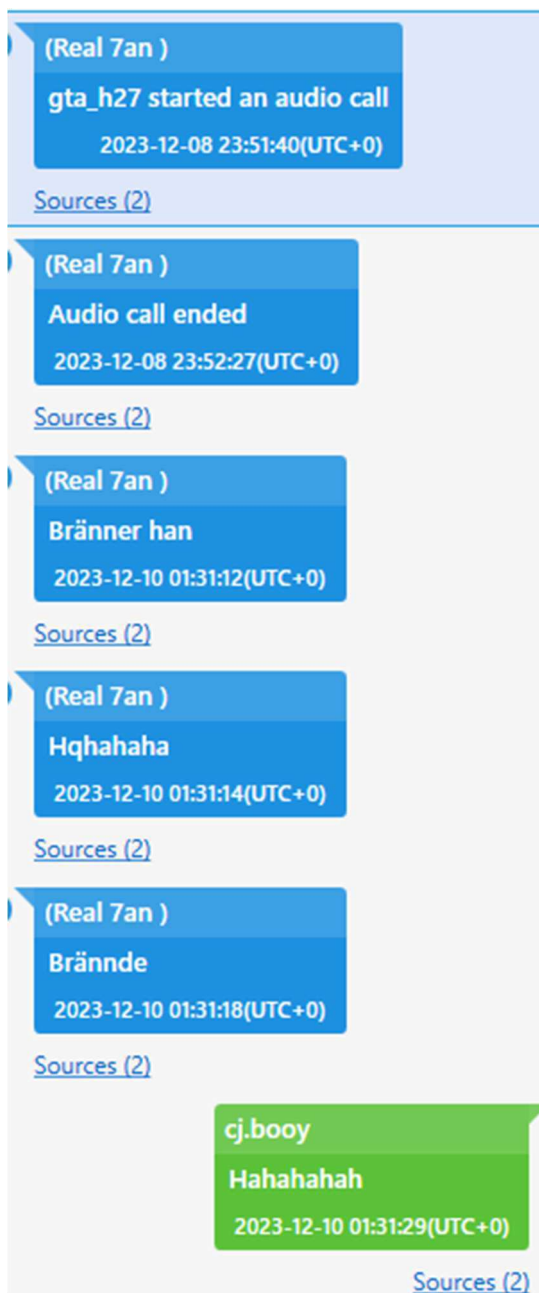 (Real 7an )
gta_h27 started an audio call
2023-12-08 23:51:40(UTC+0)
Sources (2)
(Real 7an )
Audio call ended
2023-12-08 23:52:27(UTC+0)
Sources (2)
(Real 7an )
Bränner han
2023-12-10 01:31:12(UTC+0)
Sources (2)
(Real 7an )
Hqhahaha
2023-12-10 01:31:14(UTC+0)
Sources (2)
(Real 7an )
Brännde
2023-12-10 01:31:18(UTC+0)
Sources (2)
cj.booy
Hahahahah
2023-12-10 01:31:29(UTC+0)
Sources (2)